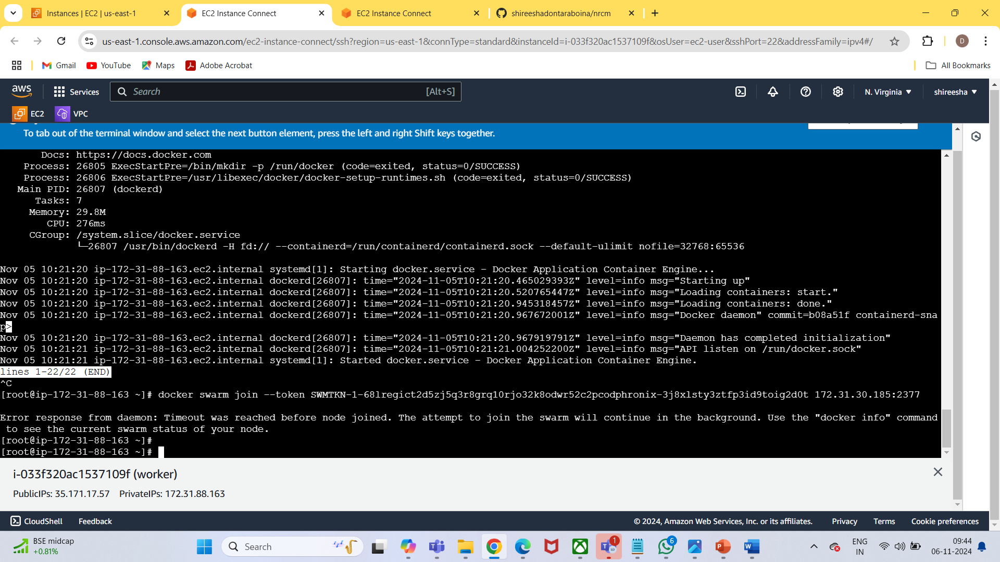 Instances | EC2 | us-east-1
EC2 Instance Connect
EC2 Instance Connect
shireeshadontaraboina/nrcm
us-east-1.console.aws.amazon.com/ec2-instance-connect/ssh?region=us-east-1&connType=standard&instanceId=i-033f320ac1537109f&osUser=ec2-user&sshPort=22&addressFamily=ipv4#/
D
Gmail
YouTube
Maps
Adobe Acrobat
All Bookmarks
aws
Services
Search
[Alt+S]
N. Virginia
shireesha
EC2
VPC
To tab out of the terminal window and select the next button element, press the left and right Shift keys together.
Docs: https://docs.docker.com
Process: 26805 ExecStartPre=/bin/mkdir -p /run/docker (code=exited, status=0/SUCCESS)
Process: 26806 ExecStartPre=/usr/libexec/docker/docker-setup-runtimes.sh (code=exited, status=0/SUCCESS)
Main PID: 26807 (dockerd)
Tasks: 7
Memory: 29.8M
CPU: 276ms
CGroup: /system.slice/docker.service
└─26807 /usr/bin/dockerd -H fd:// --containerd=/run/containerd/containerd.sock --default-ulimit nofile=32768:65536
Nov 05 10:21:20 ip-172-31-88-163.ec2.internal systemd[1]: Starting docker.service - Docker Application Container Engine...
Nov 05 10:21:20 ip-172-31-88-163.ec2.internal dockerd[26807]: time="2024-11-05T10:21:20.465029393Z" level=info msg="Starting up"
Nov 05 10:21:20 ip-172-31-88-163.ec2.internal dockerd[26807]: time="2024-11-05T10:21:20.520765447Z" level=info msg="Loading containers: start."
Nov 05 10:21:20 ip-172-31-88-163.ec2.internal dockerd[26807]: time="2024-11-05T10:21:20.945318457Z" level=info msg="Loading containers: done."
Nov 05 10:21:20 ip-172-31-88-163.ec2.internal dockerd[26807]: time="2024-11-05T10:21:20.967672001Z" level=info msg="Docker daemon" commit=b08a51f containerd-sna
p>
Nov 05 10:21:20 ip-172-31-88-163.ec2.internal dockerd[26807]: time="2024-11-05T10:21:20.967919791Z" level=info msg="Daemon has completed initialization"
Nov 05 10:21:21 ip-172-31-88-163.ec2.internal dockerd[26807]: time="2024-11-05T10:21:21.004252200Z" level=info msg="API listen on /run/docker.sock"
Nov 05 10:21:21 ip-172-31-88-163.ec2.internal systemd[1]: Started docker.service - Docker Application Container Engine.
lines 1-22/22 (END)
^C
[root@ip-172-31-88-163 ~]# docker swarm join --token SWMTKN-1-68lregict2d5zj5q3r8grq10rjo32k8odwr52c2pcodphronix-3j8xlsty3ztfp3id9toig2d0t 172.31.30.185:2377
Error response from daemon: Timeout was reached before node joined. The attempt to join the swarm will continue in the background. Use the "docker info" command
to see the current swarm status of your node.
[root@ip-172-31-88-163 ~]#
[root@ip-172-31-88-163 ~]#
i-033f320ac1537109f (worker)
PublicIPs: 35.171.17.57 PrivateIPs: 172.31.88.163
CloudShell
Feedback
© 2024, Amazon Web Services, Inc. or its affiliates.
Privacy
Terms
Cookie preferences
BSE midcap
+0.81%
Search
1
6
ENG
IN
09:44
06-11-2024